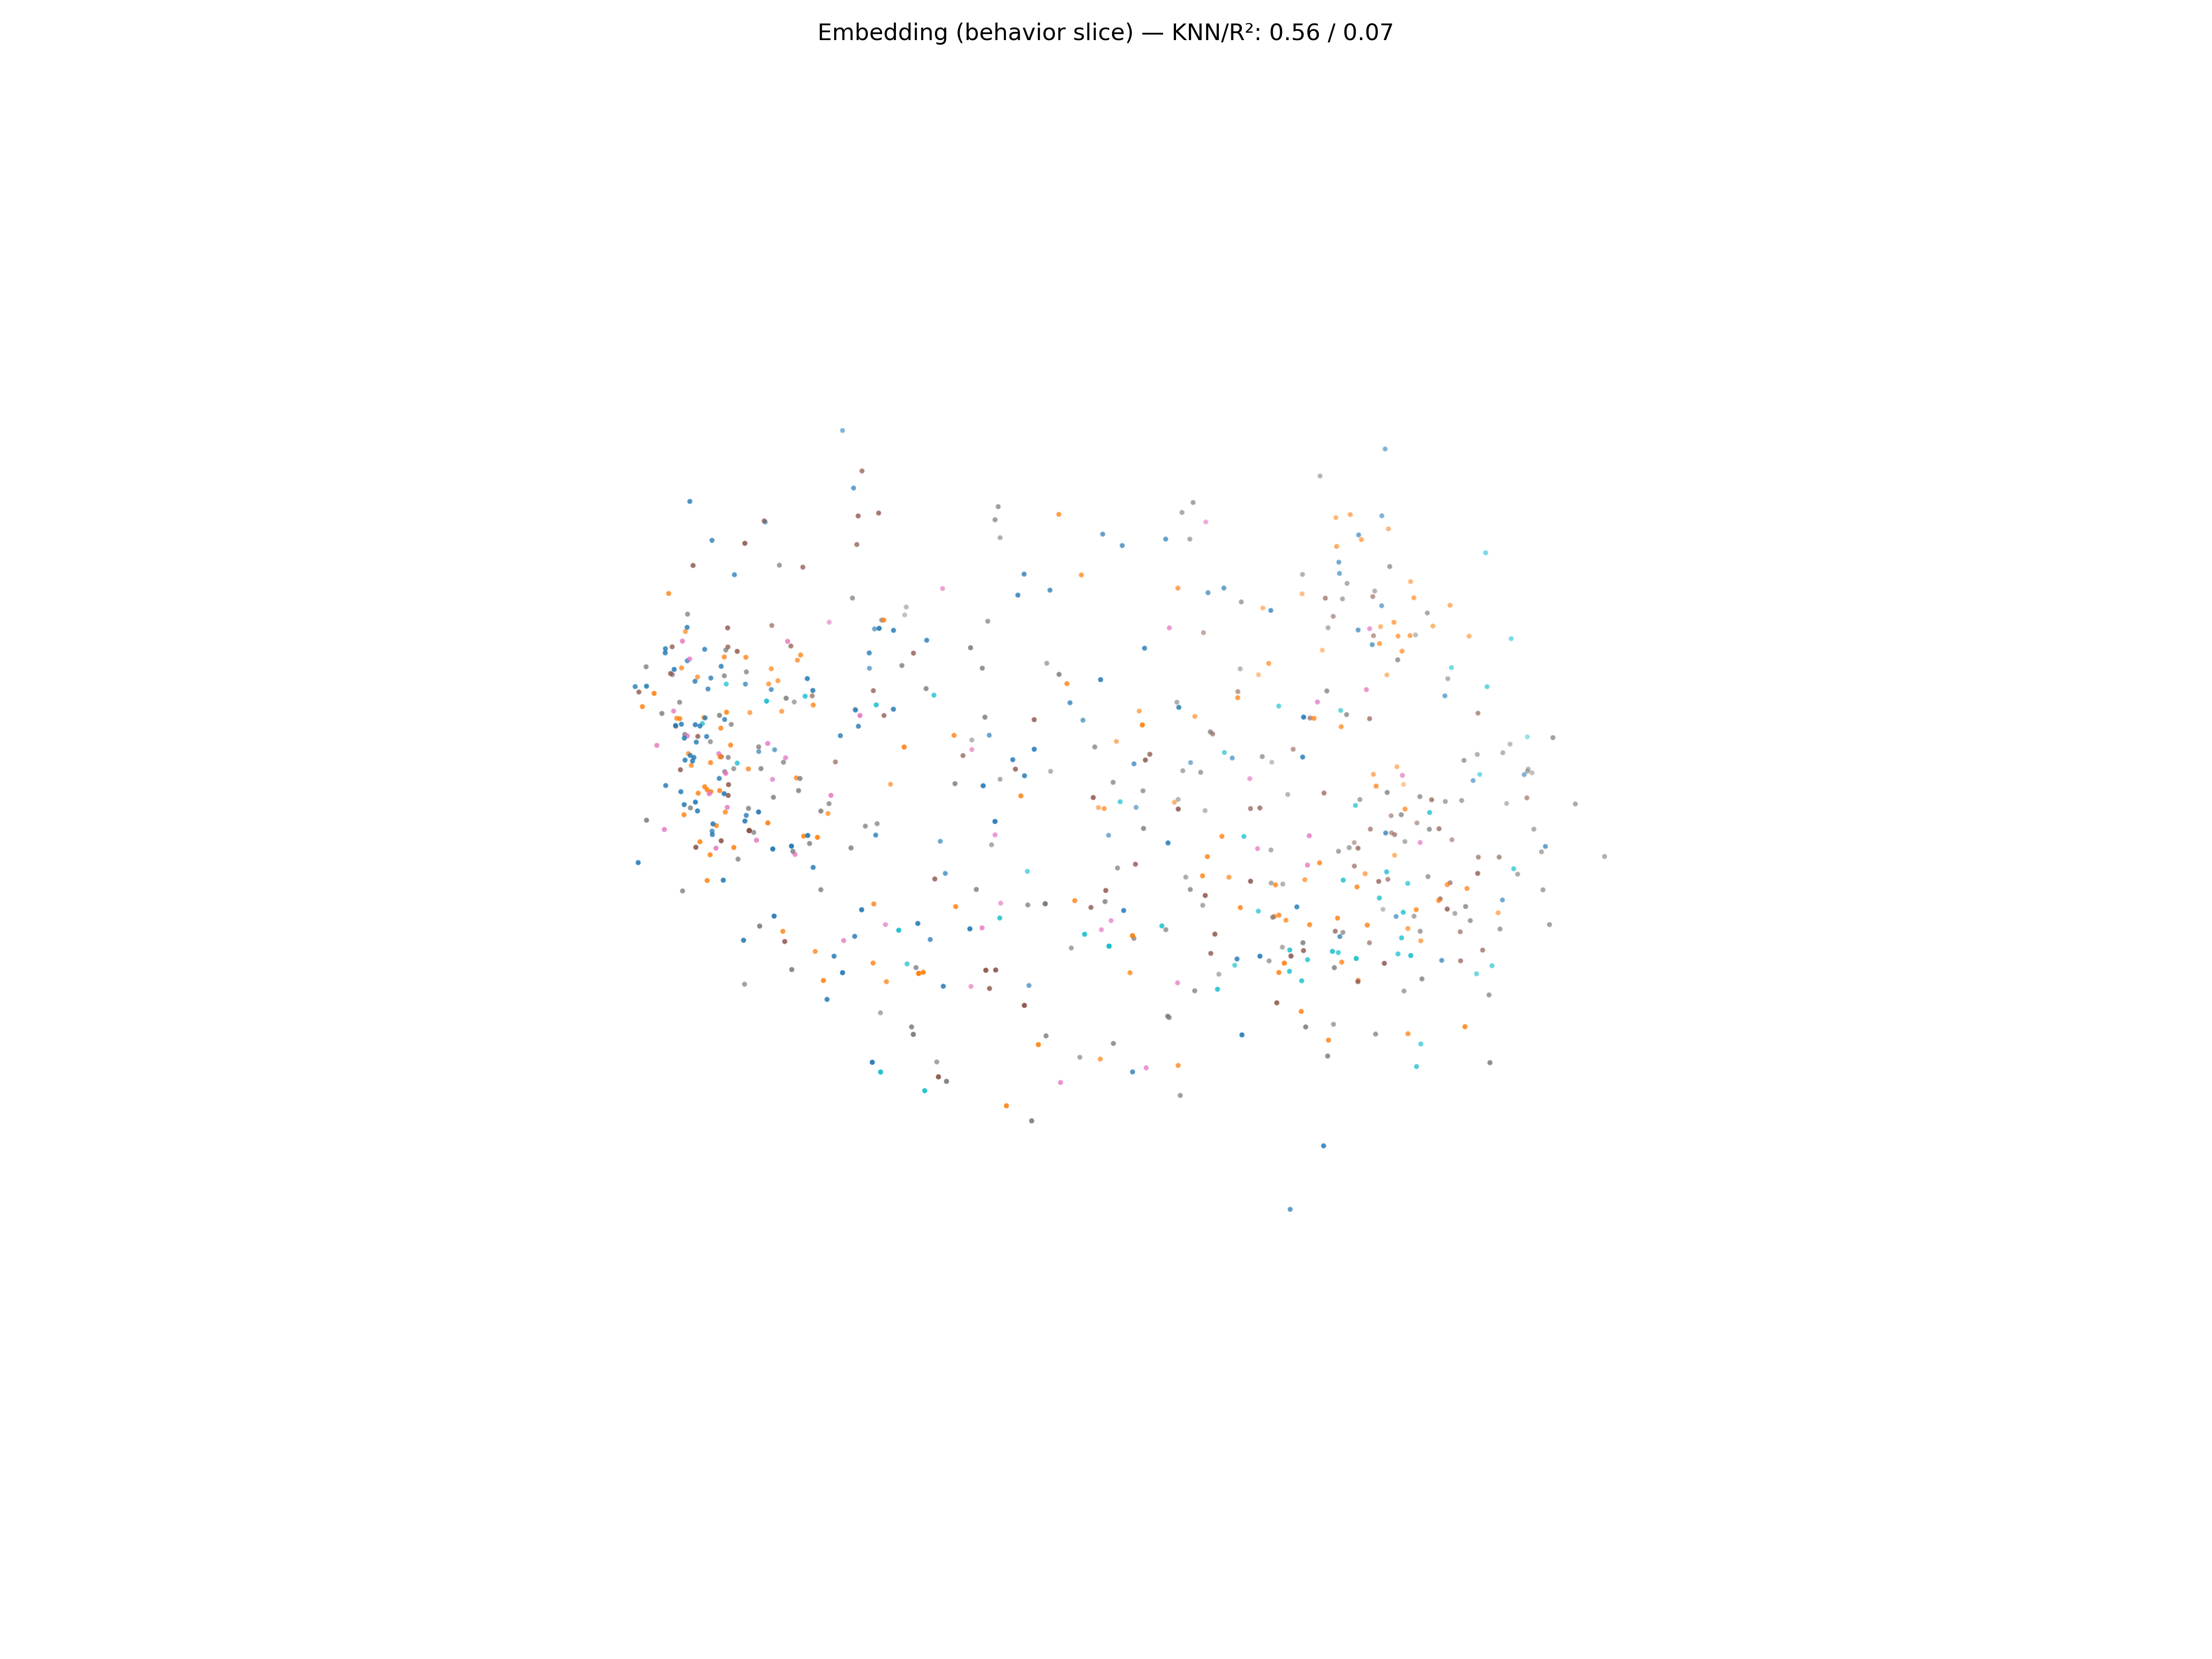 Embedding (behavior slice) — KNN/R²: 0.56 / 0.07